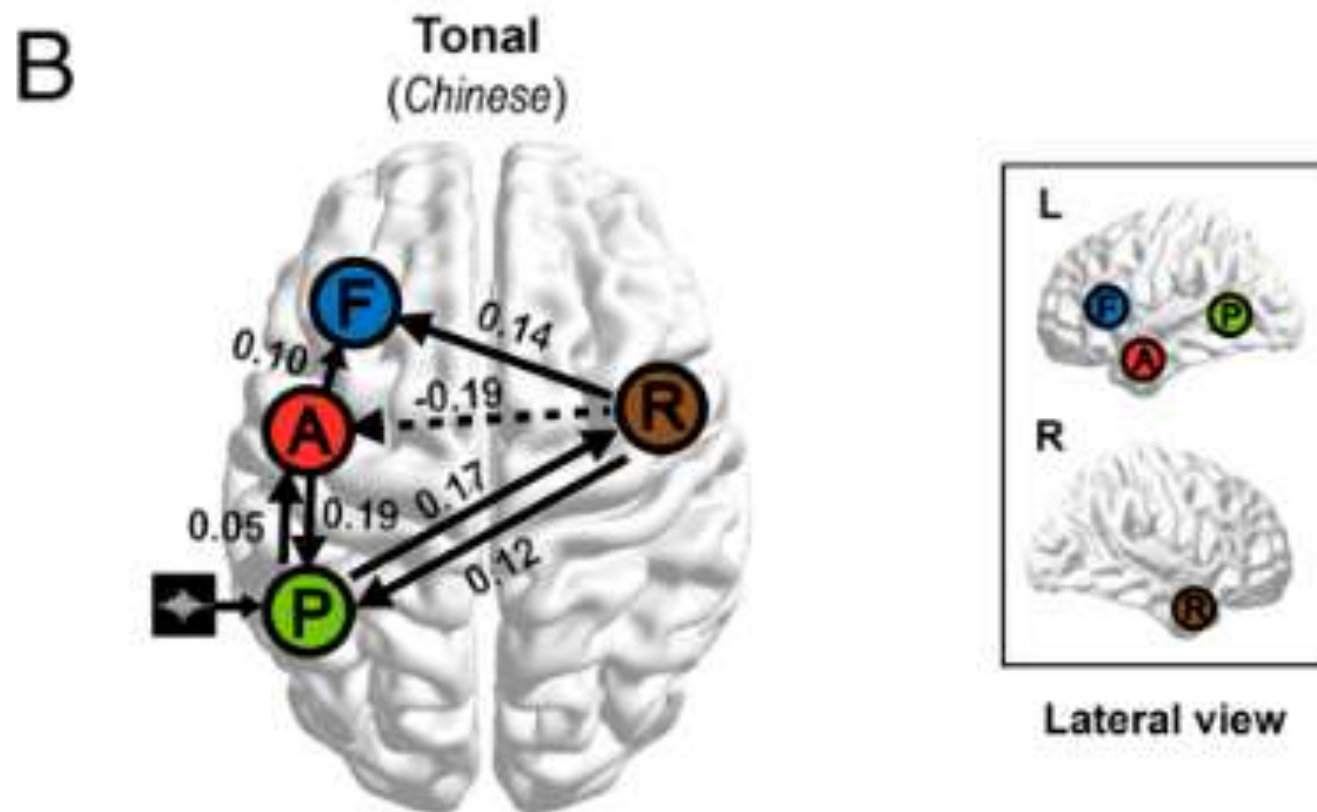 B
Tonal
(Chinese)
F
0.10
0.14
A
-0.19
R
0.05
0.19
0.17
0.12
P
L
F
P
A
R
R
Lateral view